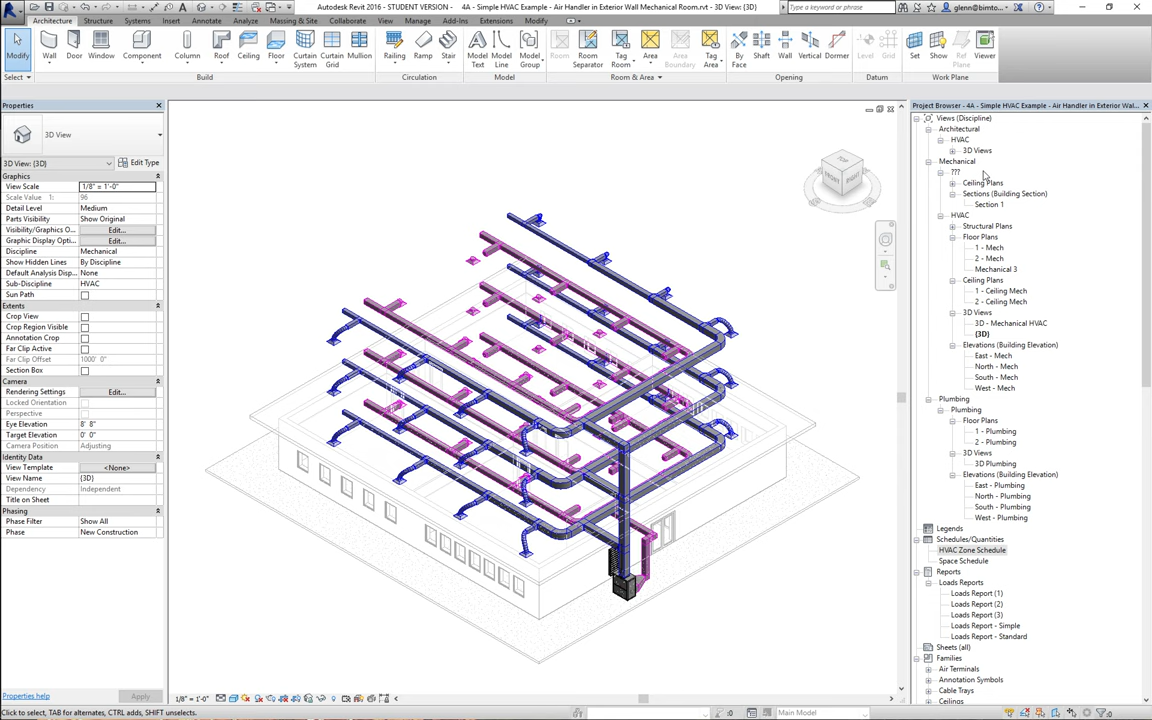 Autodesk Revit 2016 - STUDENT VERSION - 4A - Simple HVAC Example - Air Handler in Exterior Wall Mechanical Room.rvt - 3D View: {3D}
Type a keyword or phrase
glenn@bimto...
Architecture Structure Systems Insert Annotate Analyze Massing & Site Collaborate View Manage Add-Ins Extensions Modify
Modify Wall Door Window Component Column Roof Ceiling Floor Curtain System Curtain Grid Mullion Railing Ramp Stair Model Text Model Line Model Group Room Room Separator Tag Room Area Area Boundary Tag Area By Face Shaft Wall Vertical Dormer Level Grid Set Show Ref Plane Viewer
Select Build Circulation Model Room & Area Opening Datum Work Plane
Properties
3D View
3D View: {3D} Edit Type
Graphics
View Scale 1/8" = 1'-0"
Scale Value 1: 96
Detail Level Medium
Parts Visibility Show Original
Visibility/Graphics O... Edit...
Graphic Display Opti... Edit...
Discipline Mechanical
Show Hidden Lines By Discipline
Default Analysis Disp... None
Sub-Discipline HVAC
Sun Path
Extents
Crop View
Crop Region Visible
Annotation Crop
Far Clip Active
Far Clip Offset 1000' 0"
Section Box
Camera
Rendering Settings Edit...
Locked Orientation
Perspective
Eye Elevation 8' 8"
Target Elevation 0' 0"
Camera Position Adjusting
Identity Data
View Template <None>
View Name {3D}
Dependency Independent
Title on Sheet
Phasing
Phase Filter Show All
Phase New Construction
Properties help Apply
TOP
FRONT RIGHT
1/8" = 1'-0"
Project Browser - 4A - Simple HVAC Example - Air Handler in Exterior Wal...
Views (Discipline)
Architectural
HVAC
3D Views
Mechanical
???
Ceiling Plans
Sections (Building Section)
Section 1
HVAC
Structural Plans
Floor Plans
1 - Mech
2 - Mech
Mechanical 3
Ceiling Plans
1 - Ceiling Mech
2 - Ceiling Mech
3D Views
3D - Mechanical HVAC
{3D}
Elevations (Building Elevation)
East - Mech
North - Mech
South - Mech
West - Mech
Plumbing
Plumbing
Floor Plans
1 - Plumbing
2 - Plumbing
3D Views
3D Plumbing
Elevations (Building Elevation)
East - Plumbing
North - Plumbing
South - Plumbing
West - Plumbing
Legends
Schedules/Quantities
HVAC Zone Schedule
Space Schedule
Reports
Loads Reports
Loads Report (1)
Loads Report (2)
Loads Report (3)
Loads Report - Simple
Loads Report - Standard
Sheets (all)
Families
Air Terminals
Annotation Symbols
Cable Trays
Ceilings
Click to select, TAB for alternates, CTRL adds, SHIFT unselects.
:0 Main Model :0